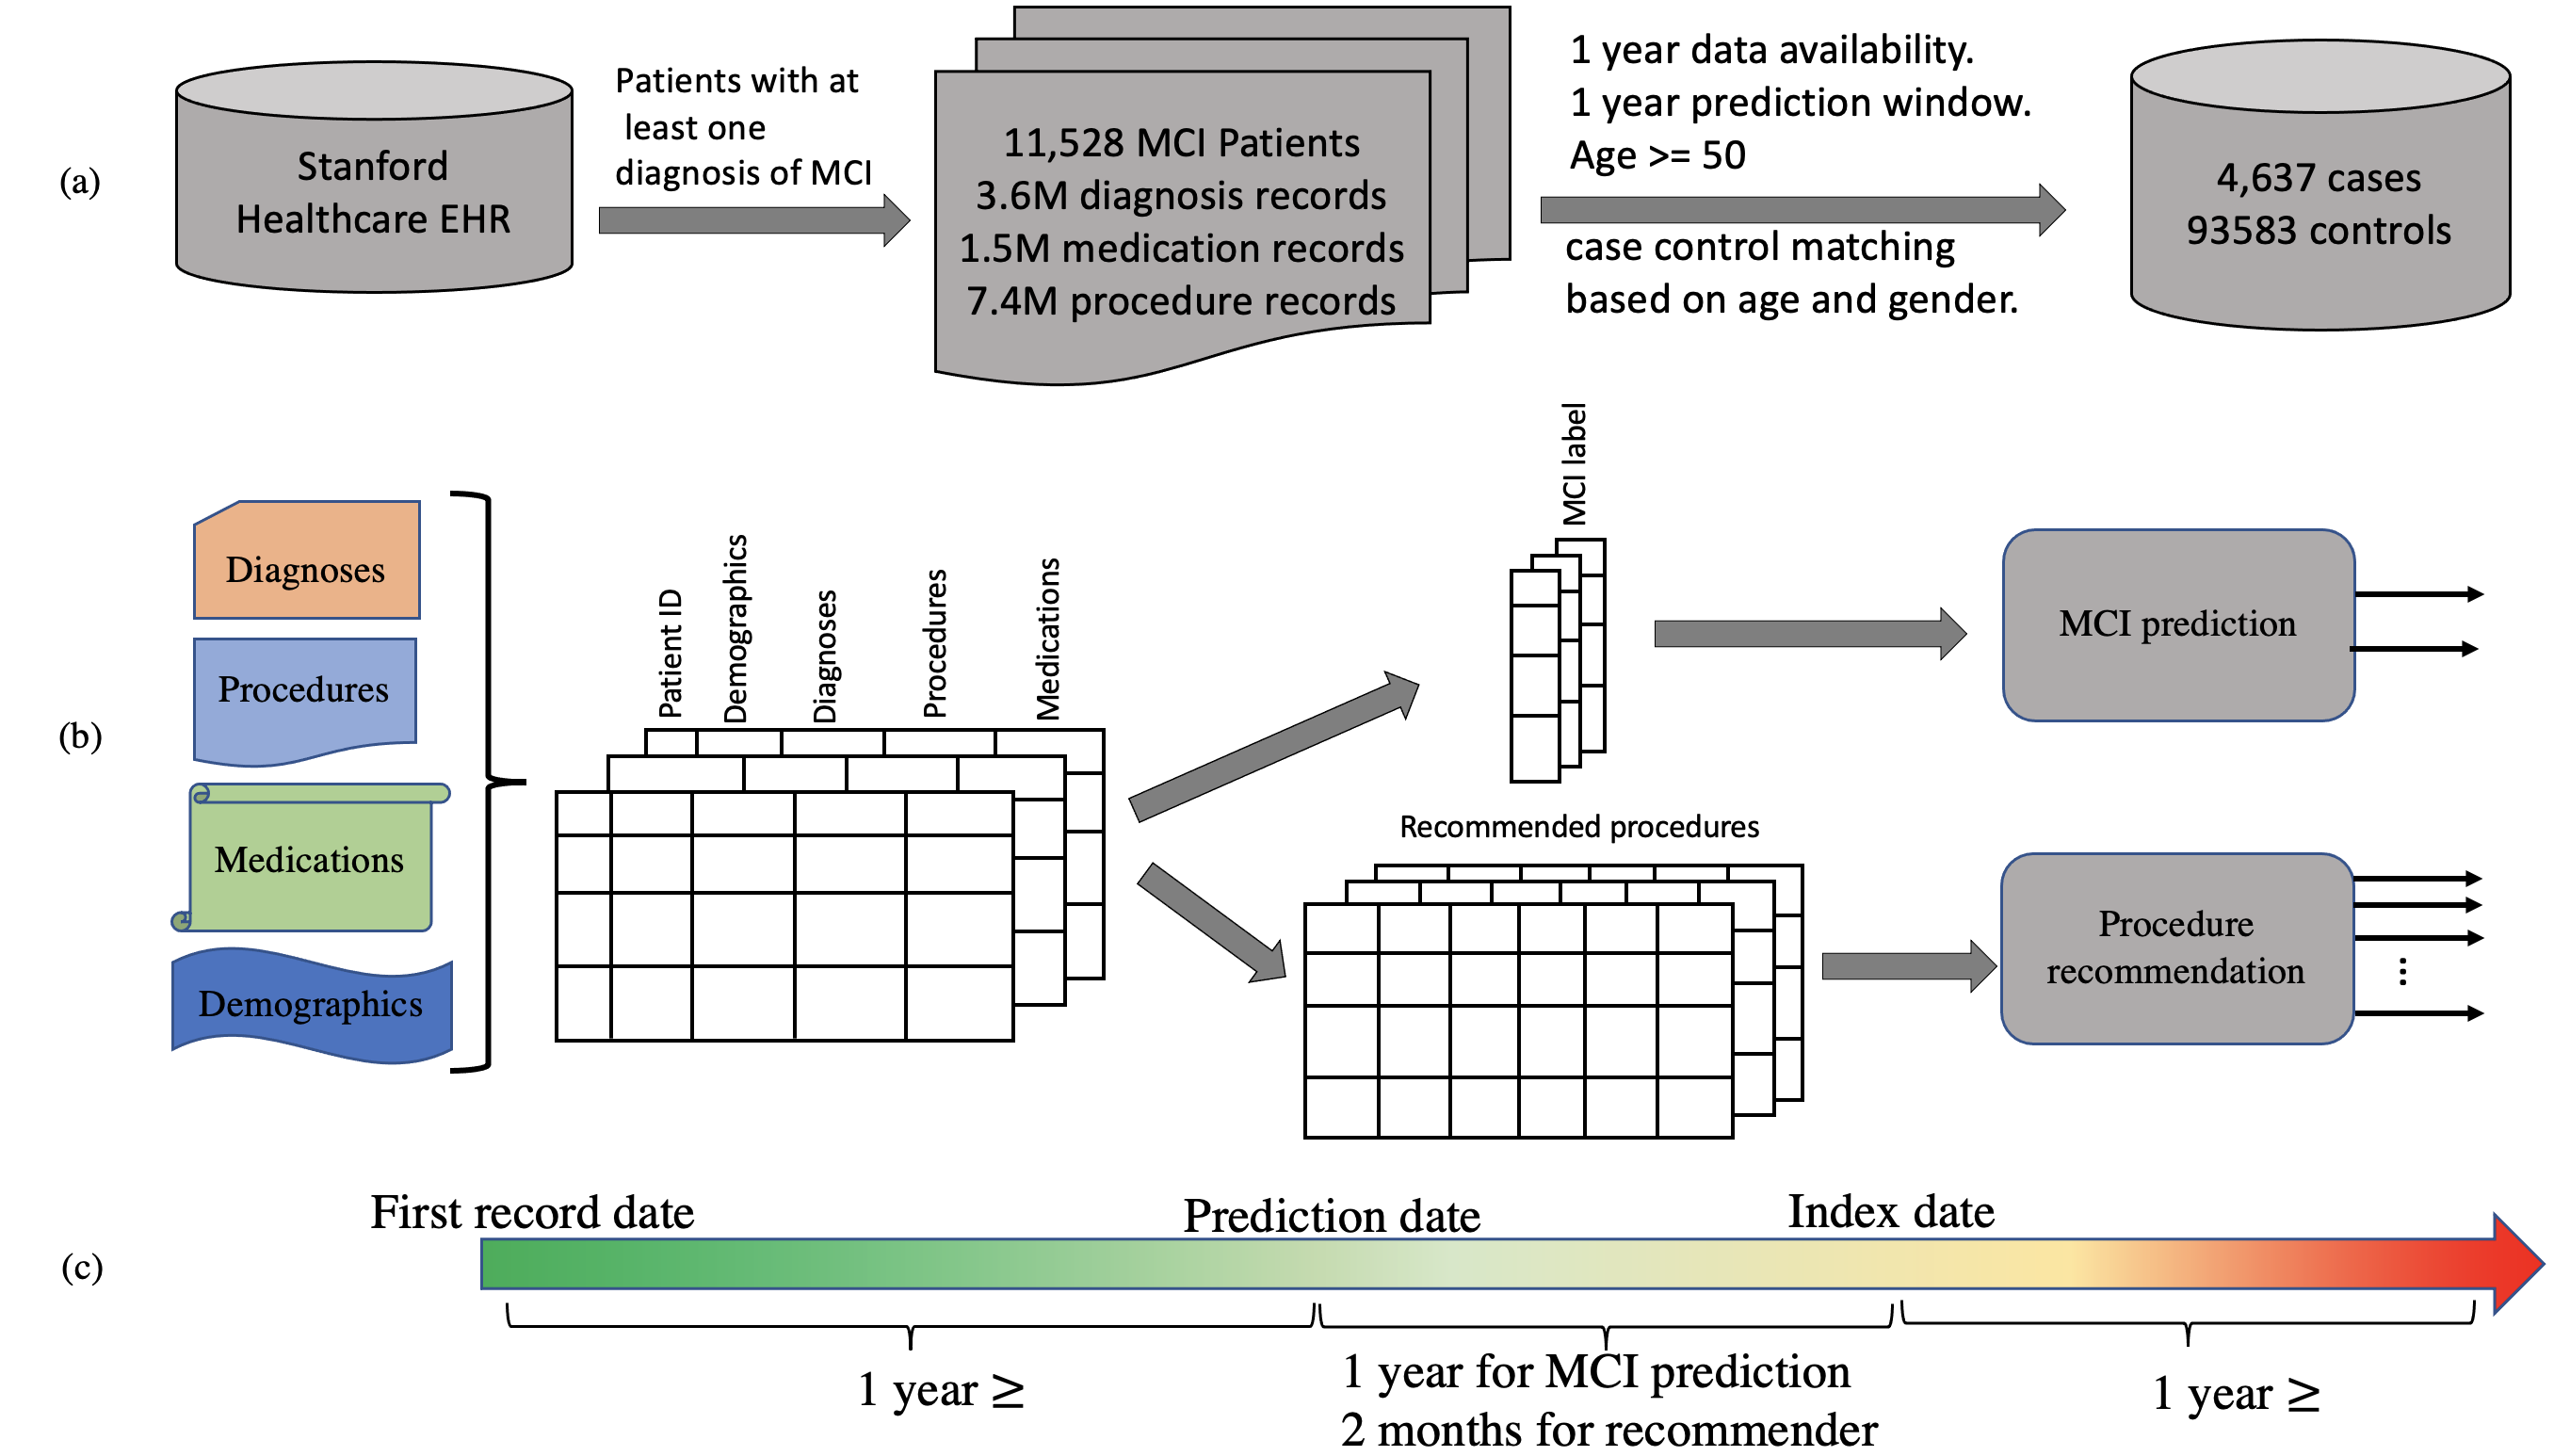 (a)
Stanford
Healthcare EHR
Patients with at
least one
diagnosis of MCI
11,528 MCI Patients
3.6M diagnosis records
1.5M medication records
7.4M procedure records
1 year data availability.
1 year prediction window.
Age >= 50
case control matching
based on age and gender.
4,637 cases
93583 controls
(b)
Diagnoses
Procedures
Medications
Demographics
Patient ID
Demographics
Diagnoses
Procedures
Medications
MCI label
MCI prediction
Recommended procedures
Procedure
recommendation
(c)
First record date
Prediction date
Index date
1 year ≥
1 year for MCI prediction
2 months for recommender
1 year ≥